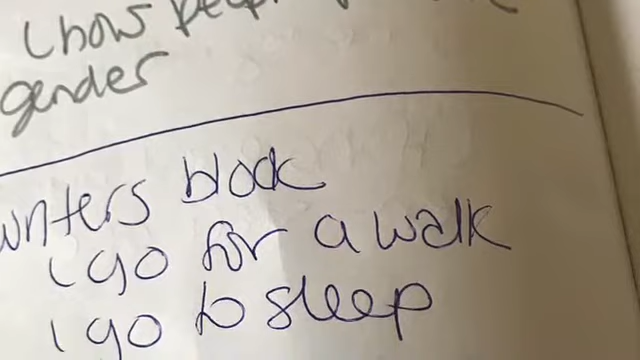 (how
gender
writers block
I go for a walk
I go to sleep